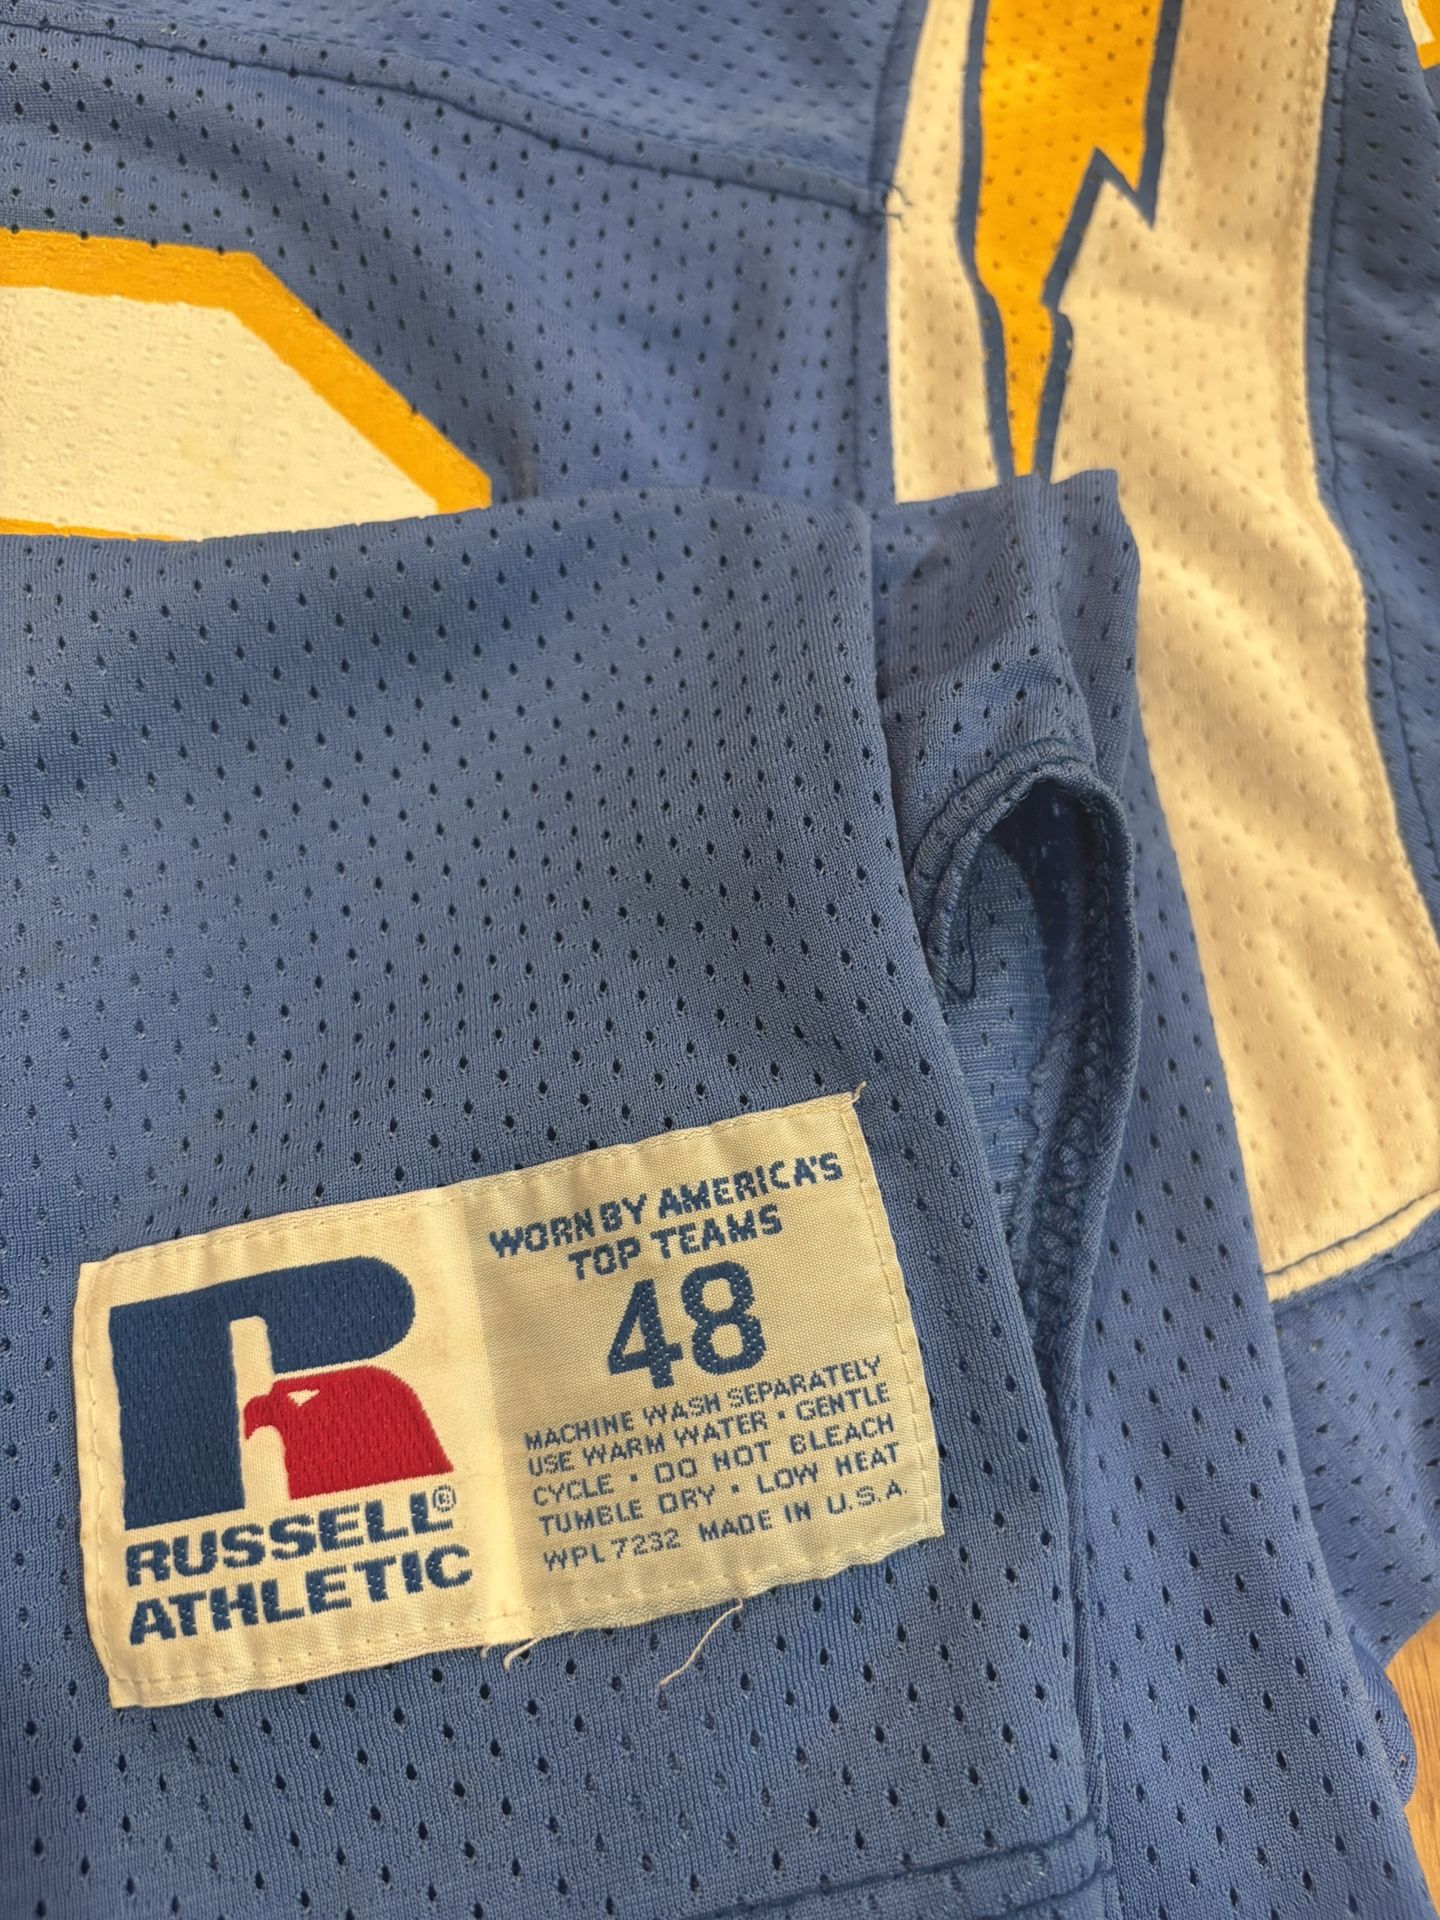 RUSSELL®
ATHLETIC
WORN BY AMERICA'S
TOP TEAMS
48
MACHINE WASH SEPARATELY
USE WARM WATER • GENTLE
CYCLE • DO NOT BLEACH
TUMBLE DRY • LOW HEAT
WPL 7232 MADE IN U.S.A.